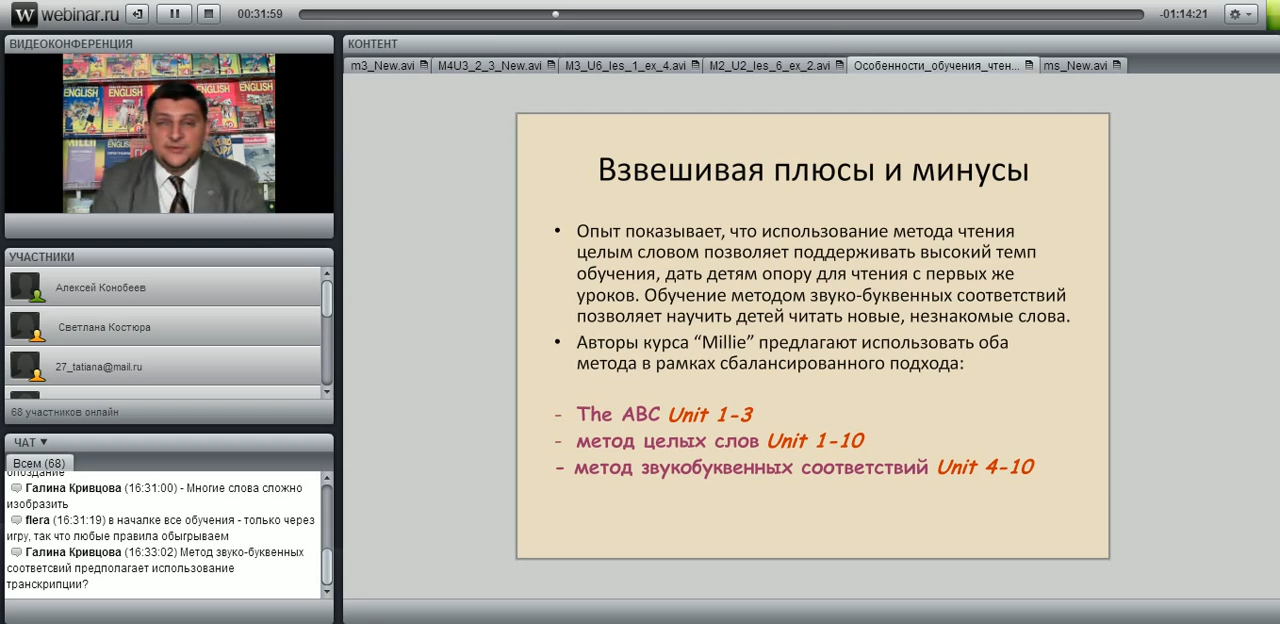 webinar.ru
00:31:59
-01:14:21
ВИДЕОКОНФЕРЕНЦИЯ
ENGLISH
ENGLISH
MILLIE
УЧАСТНИКИ
Алексей Конобеев
Светлана Костюра
27_tatiana@mail.ru
68 участников онлайн
ЧАТ
Всем (68)
опоздание
Галина Кривцова (16:31:00) - Многие слова сложно
изобразить
flera (16:31:19) в началке все обучения - только через
игру, так что любые правила обыгрываем
Галина Кривцова (16:33:02) Метод звуко-буквенных
соответсвий предполагает использование
транскрипции?
КОНТЕНТ
m3_New.avi
M4U3_2_3_New.avi
M3_U6_les_1_ex_4.avi
M2_U2_les_6_ex_2.avi
Особенности_обучения_чтен...
ms_New.avi
Взвешивая плюсы и минусы
• Опыт показывает, что использование метода чтения
целым словом позволяет поддерживать высокий темп
обучения, дать детям опору для чтения с первых же
уроков. Обучение методом звуко-буквенных соответствий
позволяет научить детей читать новые, незнакомые слова.
• Авторы курса “Millie” предлагают использовать оба
метода в рамках сбалансированного подхода:
- The ABC Unit 1-3
- метод целых слов Unit 1-10
- метод звукобуквенных соответствий Unit 4-10